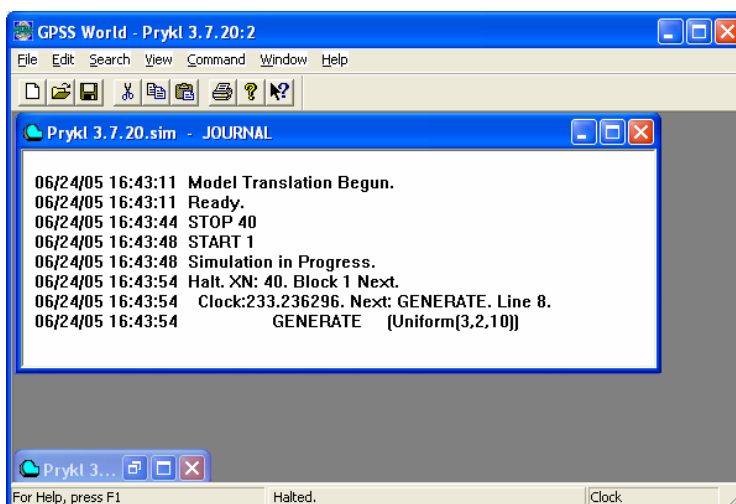 GPSS World - Prykl 3.7.20:2
File Edit Search View Command Window Help
Prykl 3.7.20.sim - JOURNAL
06/24/05 16:43:11 Model Translation Begun.
06/24/05 16:43:11 Ready.
06/24/05 16:43:44 STOP 40
06/24/05 16:43:48 START 1
06/24/05 16:43:48 Simulation in Progress.
06/24/05 16:43:54 Halt. XN: 40. Block 1 Next.
06/24/05 16:43:54 Clock:233.236296. Next: GENERATE. Line 8.
06/24/05 16:43:54 GENERATE (Uniform(3,2,10))
Prykl 3...
For Help, press F1 Halted. Clock